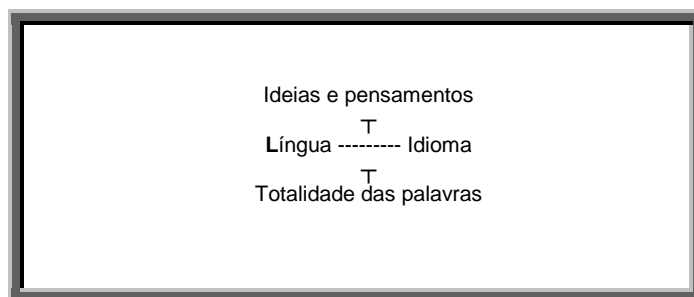 Ideias e pensamentos
┬
Língua --------- Idioma
┬
Totalidade das palavras